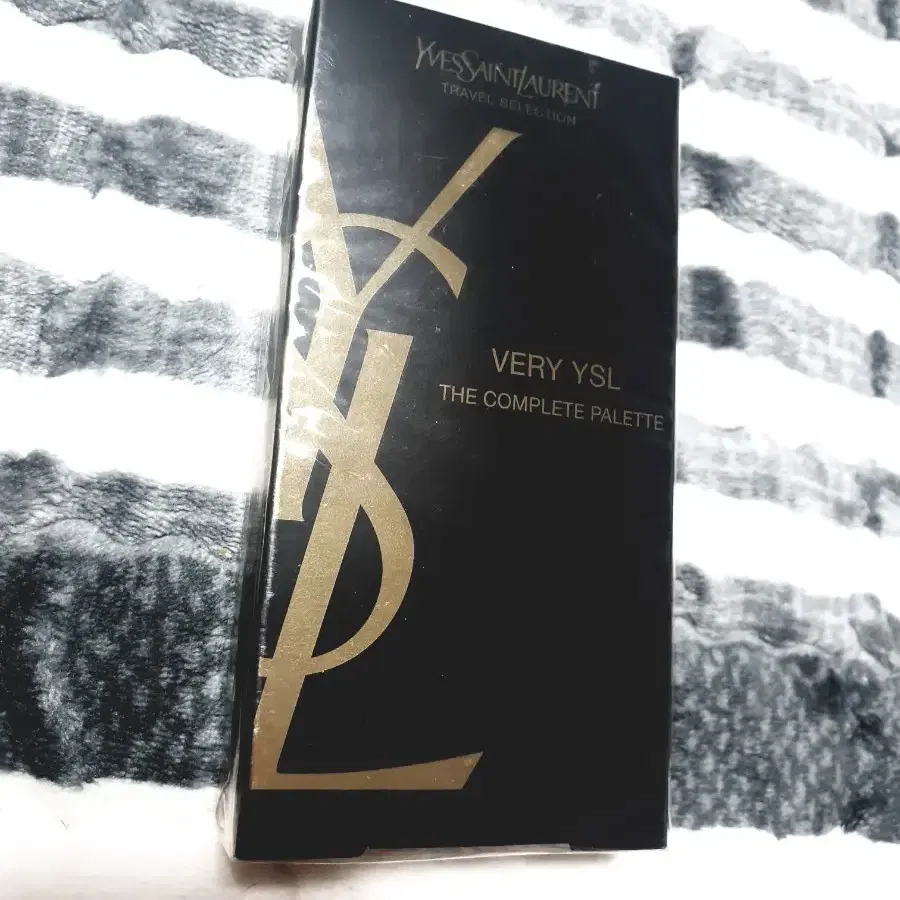 YVESSAINTLAURENT
TRAVEL SELECTION
YSL
VERY YSL
THE COMPLETE PALETTE